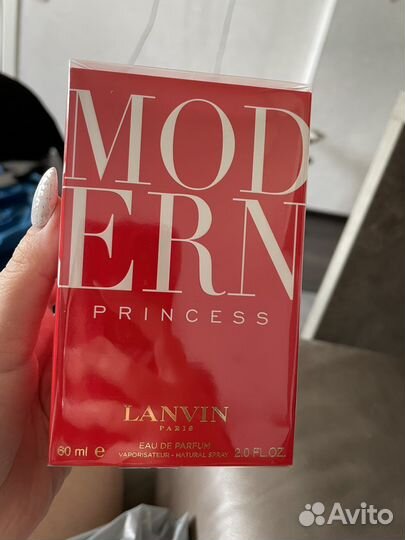 MOD
ERN
PRINCESS
LANVIN
PARIS
EAU DE PARFUM
60 ml e VAPORISATEUR - NATURAL SPRAY 2.0 FL.OZ.
Avito